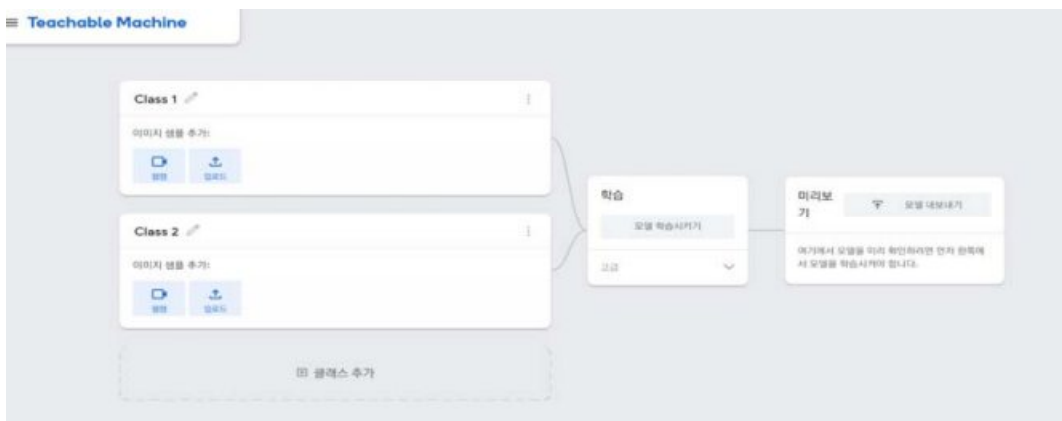 Teachable Machine
Class 1
이미지 샘플 추가:
웹캠 업로드
Class 2
이미지 샘플 추가:
웹캠 업로드
클래스 추가
학습
모델 학습시키기
고급
미리보
기
모델 내보내기
여기에서 모델을 미리 확인하려면 먼저 왼쪽에
서 모델을 학습시켜야 합니다.